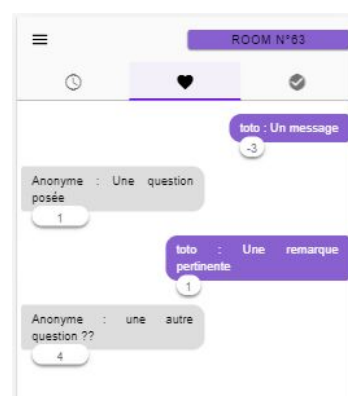 ROOM N°63
toto : Un message
-3
Anonyme : Une question
posée
1
toto : Une remarque
pertinente
1
Anonyme : une autre
question ??
4